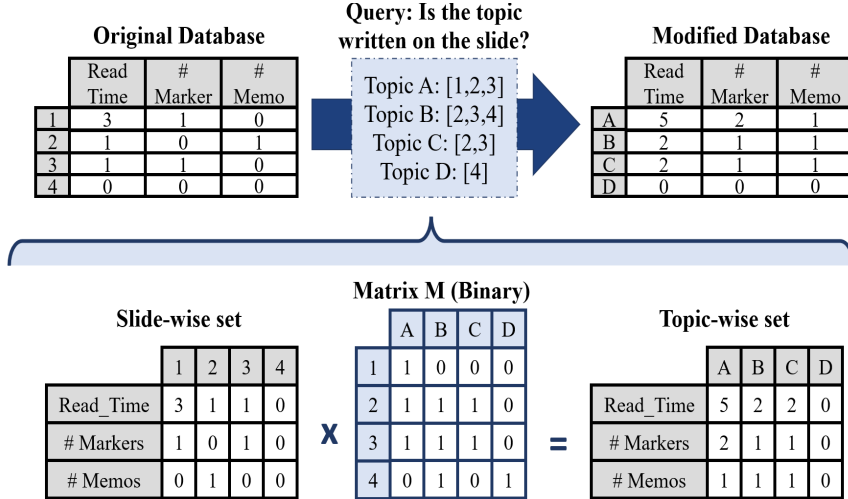 Original Database
Query: Is the topic
written on the slide?
Modified Database
Read Time # Marker # Memo
1 3 1 0
2 1 0 1
3 1 1 0
4 0 0 0
Topic A: [1,2,3]
Topic B: [2,3,4]
Topic C: [2,3]
Topic D: [4]
Read Time # Marker # Memo
A 5 2 1
B 2 1 1
C 2 1 1
D 0 0 0
Slide-wise set
1 2 3 4
Read_Time 3 1 1 0
# Markers 1 0 1 0
# Memos 0 1 0 0
x
Matrix M (Binary)
A B C D
1 1 0 0 0
2 1 1 1 0
3 1 1 1 0
4 0 1 0 1
=
Topic-wise set
A B C D
Read_Time 5 2 2 0
# Markers 2 1 1 0
# Memos 1 1 1 0